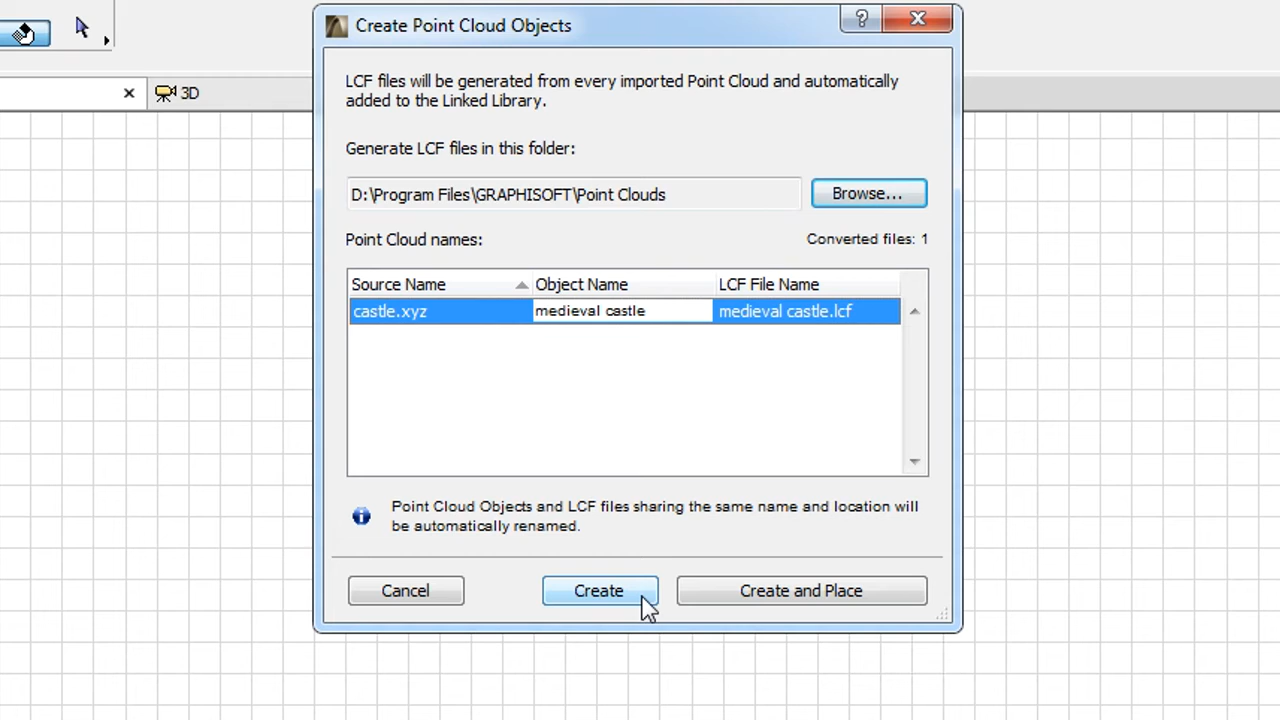 Create Point Cloud Objects
?
3D
LCF files will be generated from every imported Point Cloud and automatically
added to the Linked Library.
Generate LCF files in this folder:
D:\Program Files\GRAPHISOFT\Point Clouds
Browse...
Point Cloud names:
Converted files: 1
Source Name Object Name LCF File Name
castle.xyz medieval castle medieval castle.lcf
Point Cloud Objects and LCF files sharing the same name and location will
be automatically renamed.
Cancel Create Create and Place